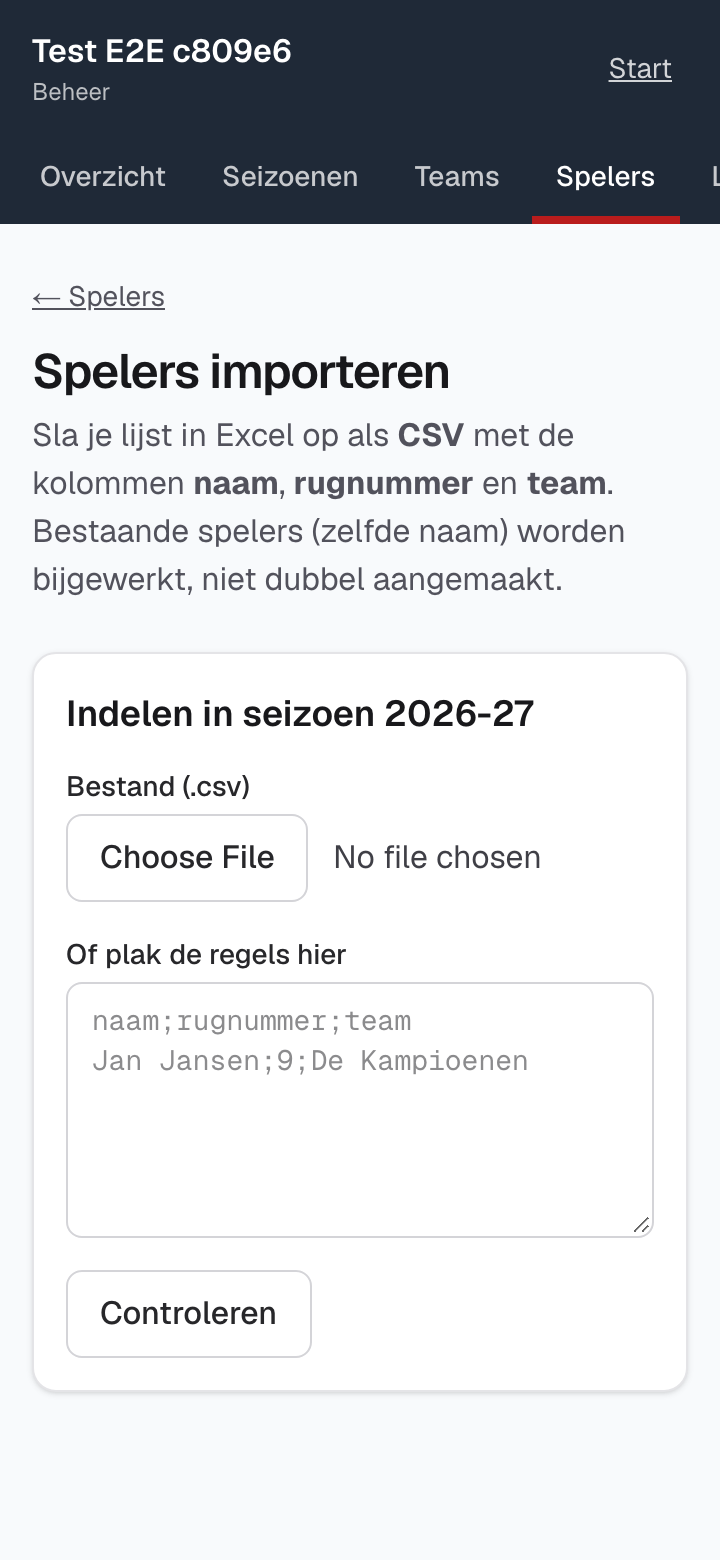 Test E2E c809e6
Beheer
Start
Overzicht Seizoenen Teams Spelers
← Spelers
Spelers importeren
Sla je lijst in Excel op als CSV met de
kolommen naam, rugnummer en team.
Bestaande spelers (zelfde naam) worden
bijgewerkt, niet dubbel aangemaakt.
Indelen in seizoen 2026-27
Bestand (.csv)
Choose File No file chosen
Of plak de regels hier
naam;rugnummer;team
Jan Jansen;9;De Kampioenen
Controleren